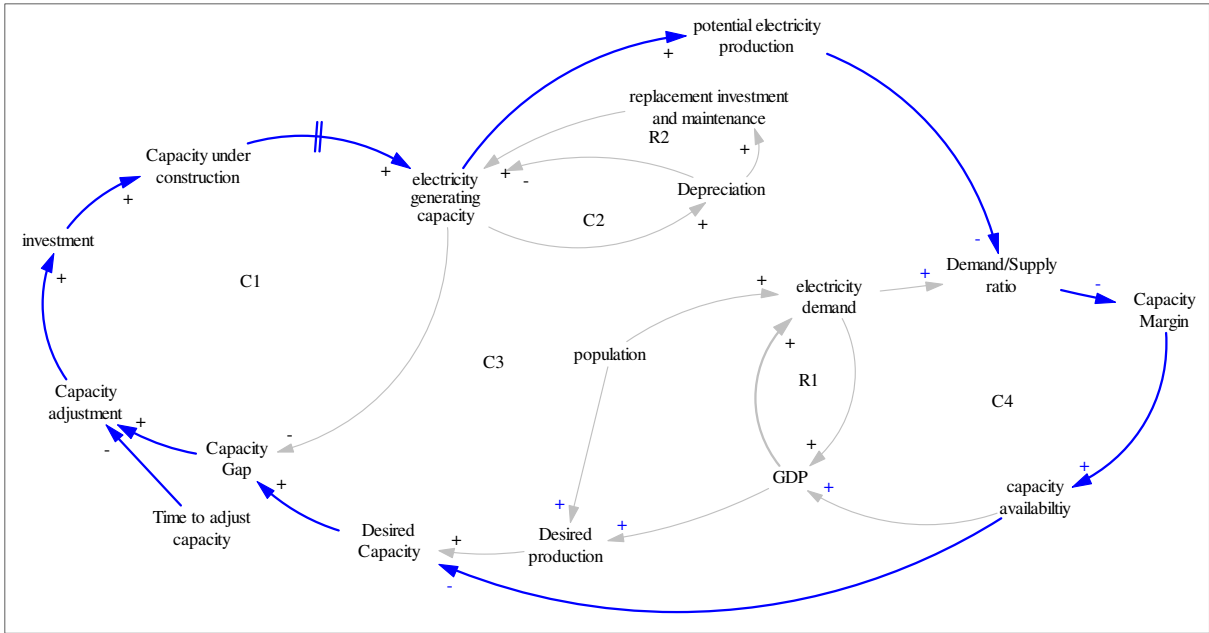 potential electricity
production
+
replacement investment
and maintenance
R2
+
Capacity under
construction
+
+
electricity
generating
capacity
+
-
Depreciation
+
C2
investment
+
C1
-
Demand/Supply
ratio
+
-
Capacity
Margin
+
electricity
demand
+
population
C3
R1
C4
Capacity
adjustment
+
-
Capacity
Gap
-
+
+
GDP
+
+
capacity
availabiltiy
+
Time to adjust
capacity
Desired
Capacity
+
-
+
Desired
production
+